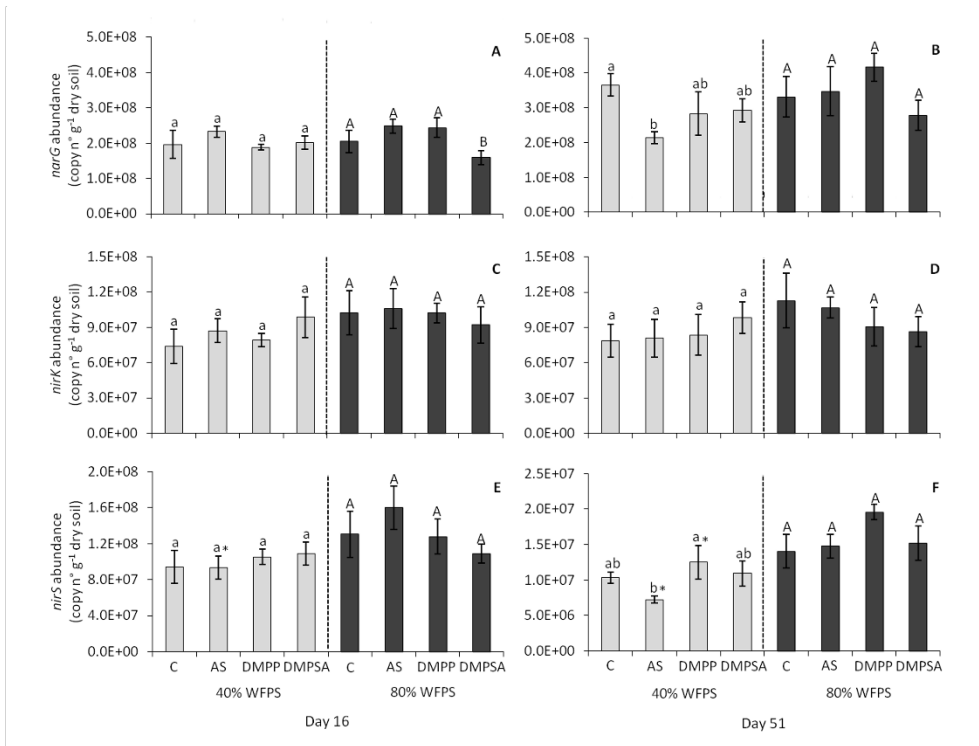 narG abundance
(copy n° g⁻¹ dry soil)
5.0E+08
4.0E+08
3.0E+08
2.0E+08
1.0E+08
0.0E+00
a
a
a
a
A
A
A
B
A
5.0E+08
4.0E+08
3.0E+08
2.0E+08
1.0E+08
0.0E+00
a
b
ab
ab
A
A
A
A
B
nirK abundance
(copy n° g⁻¹ dry soil)
1.5E+08
1.2E+08
9.0E+07
6.0E+07
3.0E+07
0.0E+00
a
a
a
a
A
A
A
A
C
1.5E+08
1.2E+08
9.0E+07
6.0E+07
3.0E+07
0.0E+00
a
a
a
a
A
A
A
A
D
nirS abundance
(copy n° g⁻¹ dry soil)
2.0E+08
1.6E+08
1.2E+08
8.0E+07
4.0E+07
0.0E+00
a
a*
a
a
A
A
A
A
E
2.5E+07
2.0E+07
1.5E+07
1.0E+07
5.0E+06
0.0E+00
ab
b*
a*
ab
A
A
A
A
F
C AS DMPP DMPSA C AS DMPP DMPSA
40% WFPS 80% WFPS
Day 16
C AS DMPP DMPSA C AS DMPP DMPSA
40% WFPS 80% WFPS
Day 51